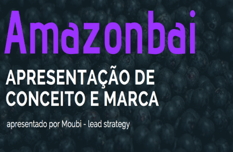 Amazonbai
APRESENTAÇÃO DE
CONCEITO E MARCA
apresentado por Moubi - lead strategy